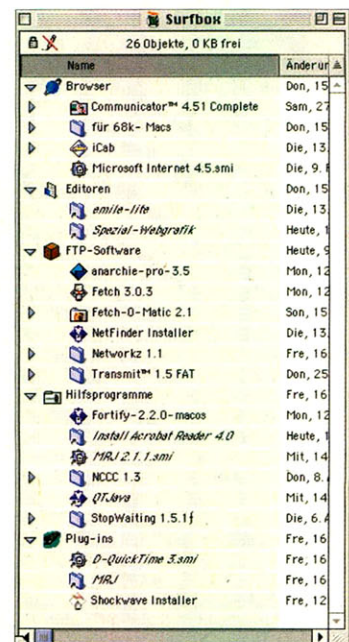 Surfbox
26 Objekte, 0 KB frei
Name Änderun
Browser Don, 15
Communicator™ 4.51 Complete Sam, 27
für 68k- Macs Don, 15
iCab Die, 13.
Microsoft Internet 4.5.smi Die, 9.
Editoren Don, 15
emile-life Die, 13.
Spezial-Webgrafik Heute, 1
FTP-Software Heute, 9
anarchie-pro-3.5 Mon, 12
Fetch 3.0.3 Mon, 12
Fetch-O-Matic 2.1 Son, 15
NetFinder Installer Die, 13.
Networkz 1.1 Fre, 16
Transmit™ 1.5 FAT Don, 25
Hilfsprogramme Fre, 16
Fortify-2.2.0-macos Mon, 12
Install Acrobat Reader 4.0 Heute, 1
MRJ 2.1.1.smi Mit, 14
NCCC 1.3 Don, 8.
QTJava Mit, 14
StopWaiting 1.5.1ƒ Die, 6.
Plug-ins Fre, 16
D-QuickTime 3.smi Fre, 16
MRJ Fre, 16
Shockwave Installer Fre, 12